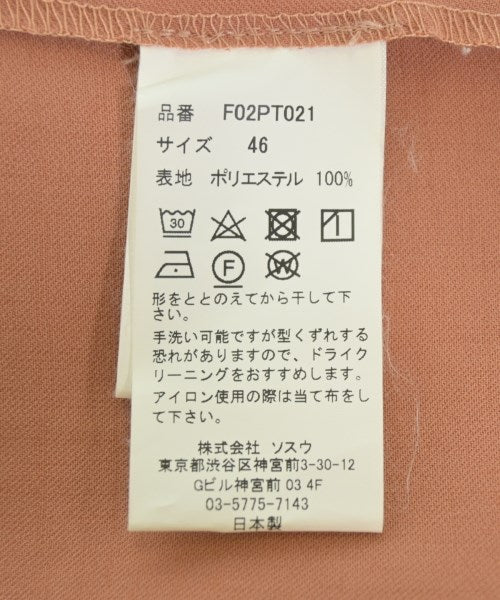 品番 F02PT021
サイズ 46
表地 ポリエステル 100%
30
F
W
形をととのえてから干して下
さい。
手洗い可能ですが型くずれする
恐れがありますので、ドライク
リーニングをおすすめします。
アイロン使用の際は当て布をし
て下さい。
株式会社 ソスウ
東京都渋谷区神宮前3-30-12
Gビル神宮前 03 4F
03-5775-7143
日本製